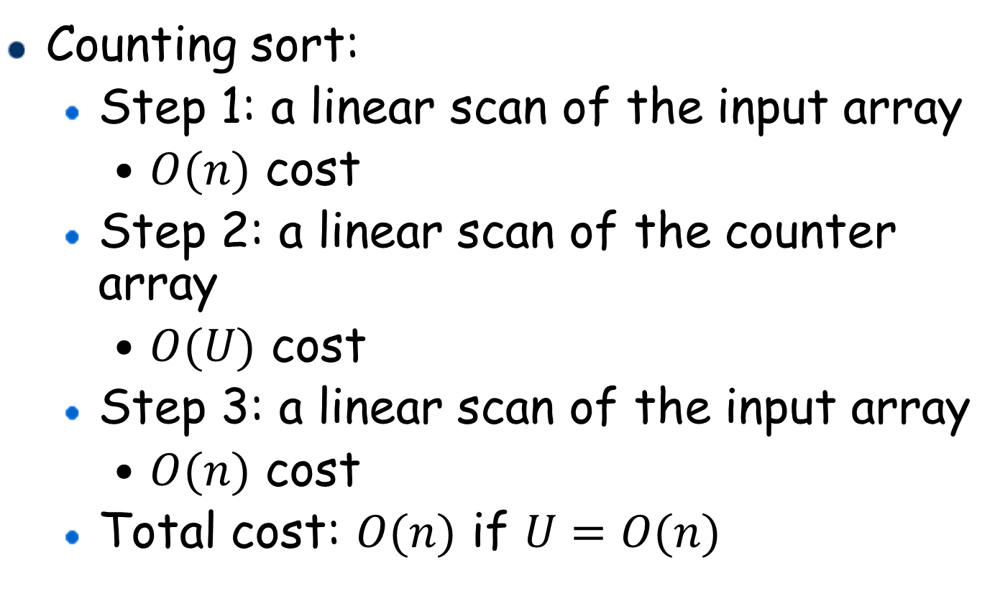 • Counting sort:
• Step 1: a linear scan of the input array
• O(n) cost
• Step 2: a linear scan of the counter
array
• O(U) cost
• Step 3: a linear scan of the input array
• O(n) cost
• Total cost: O(n) if U = O(n)